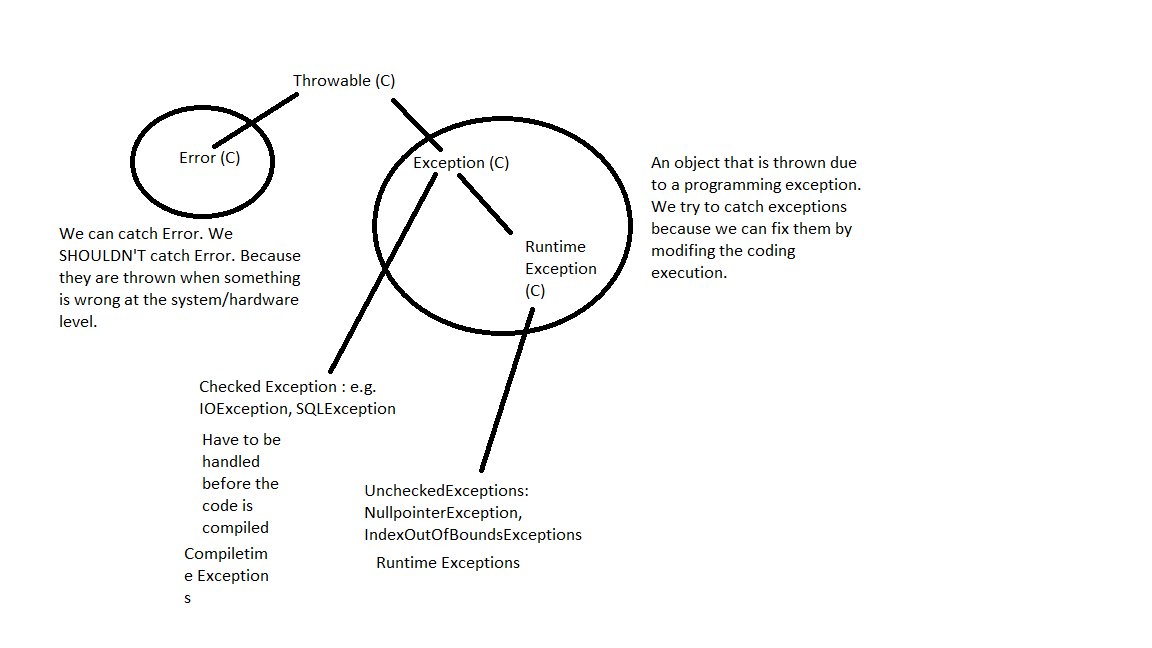 Throwable (C)
Error (C)
Exception (C)
An object that is thrown due
to a programming exception.
We try to catch exceptions
because we can fix them by
modifing the coding
execution.
We can catch Error. We
SHOULDN'T catch Error. Because
they are thrown when something
is wrong at the system/hardware
level.
Runtime
Exception
(C)
Checked Exception : e.g.
IOException, SQLException
Have to be
handled
before the
code is
compiled
Compiletim
e Exception
s
UncheckedExceptions:
NullpointerException,
IndexOutOfBoundsExceptions
Runtime Exceptions